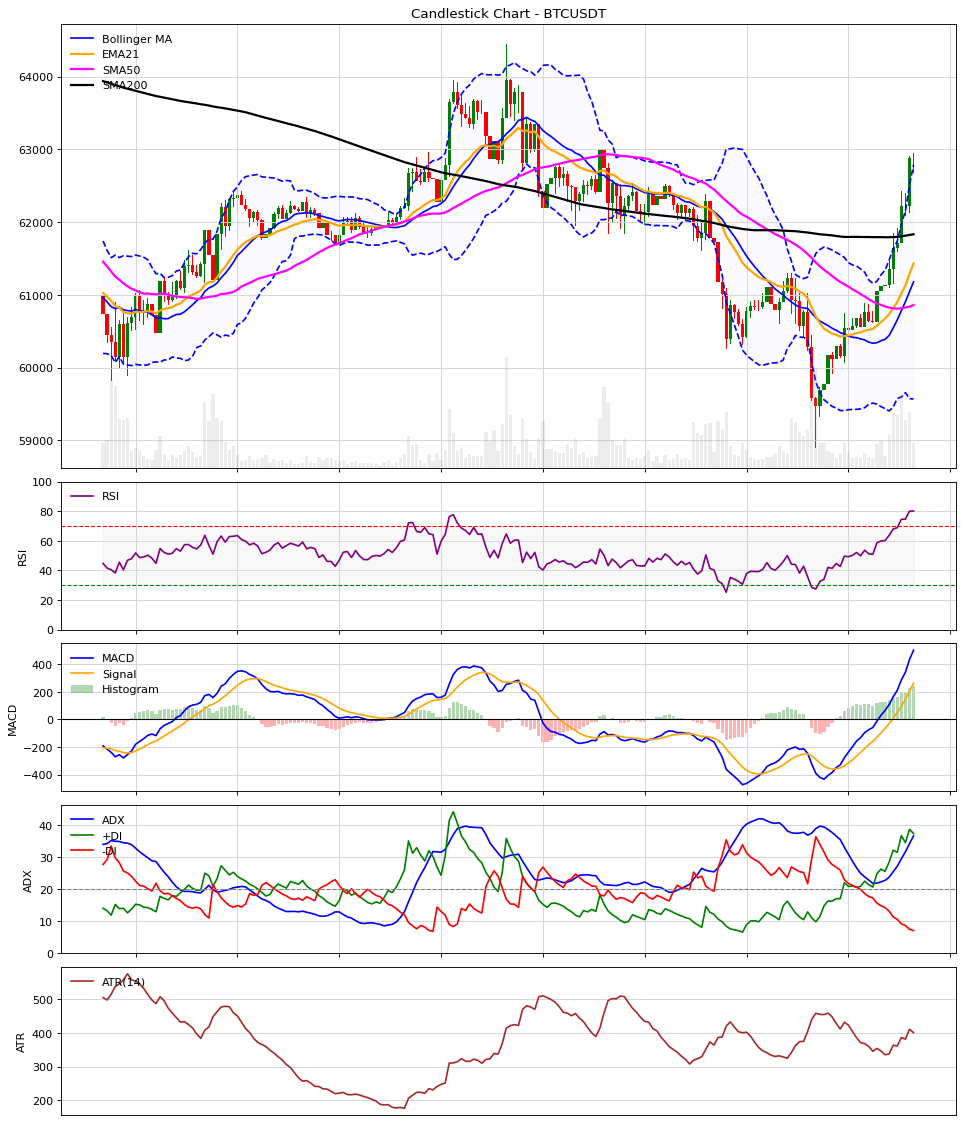 Candlestick Chart - BTCUSDT
Bollinger MA
EMA21
SMA50
SMA200
64000
63000
62000
61000
60000
59000
RSI
100
80
60
40
20
0
RSI
MACD
Signal
Histogram
400
200
0
−200
−400
MACD
ADX
+DI
-DI
40
30
20
10
0
ADX
ATR(14)
500
400
300
200
ATR